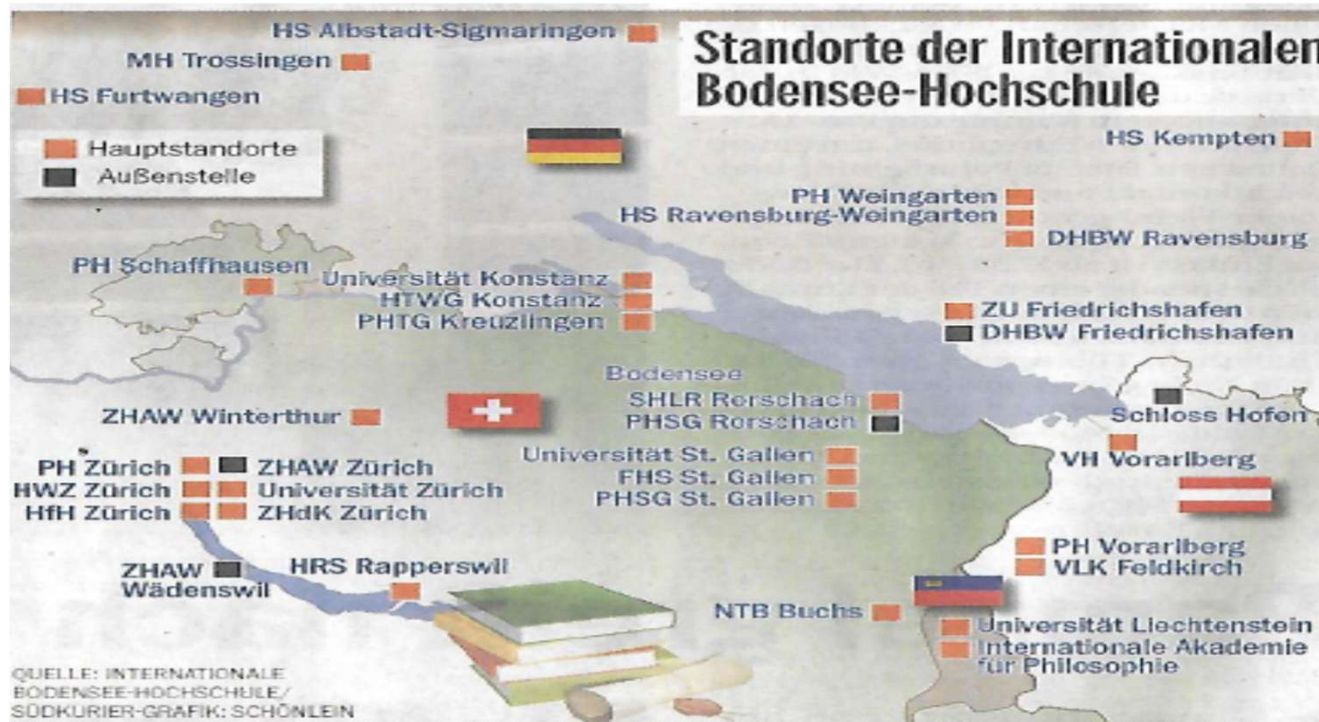 HS Albstadt-Sigmaringen
MH Trossingen
HS Furtwangen
Standorte der Internationalen
Bodensee-Hochschule
Hauptstandorte
Außenstelle
HS Kempten
PH Weingarten
HS Ravensburg-Weingarten
DHBW Ravensburg
PH Schaffhausen
Universität Konstanz
HTWG Konstanz
PHTG Kreuzlingen
ZU Friedrichshafen
DHBW Friedrichshafen
Bodensee
SHLR Rorschach
PHSG Rorschach
Schloss Hofen
ZHAW Winterthur
Universität St. Gallen
FHS St. Gallen
PHSG St. Gallen
VH Vorarlberg
PH Zürich
ZHAW Zürich
HWZ Zürich
Universität Zürich
HfH Zürich
ZHdK Zürich
PH Vorarlberg
VLK Feldkirch
ZHAW
Wädenswil
HRS Rapperswil
NTB Buchs
Universität Liechtenstein
Internationale Akademie
für Philosophie
QUELLE: INTERNATIONALE
BODENSEE-HOCHSCHULE/
SÜDKURIER-GRAFIK: SCHÖNLEIN